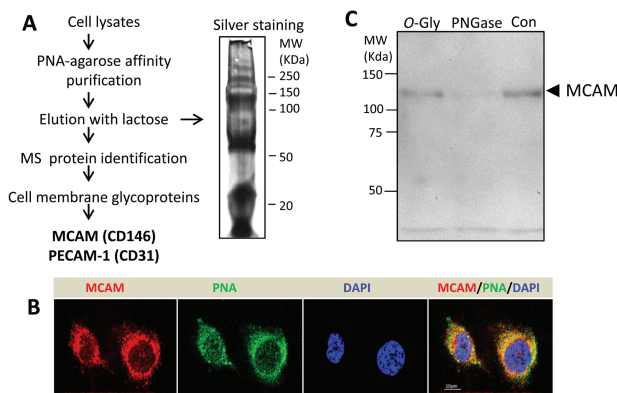 A
Cell lysates
PNA-agarose affinity
purification
Elution with lactose
MS protein identification
Cell membrane glycoproteins
MCAM (CD146)
PECAM-1 (CD31)
Silver staining
MW
(KDa)
250
150
100
50
20
C
O-Gly PNGase Con
MW
(Kda)
150
100
75
50
MCAM
B
MCAM PNA DAPI MCAM/PNA/DAPI
10μm